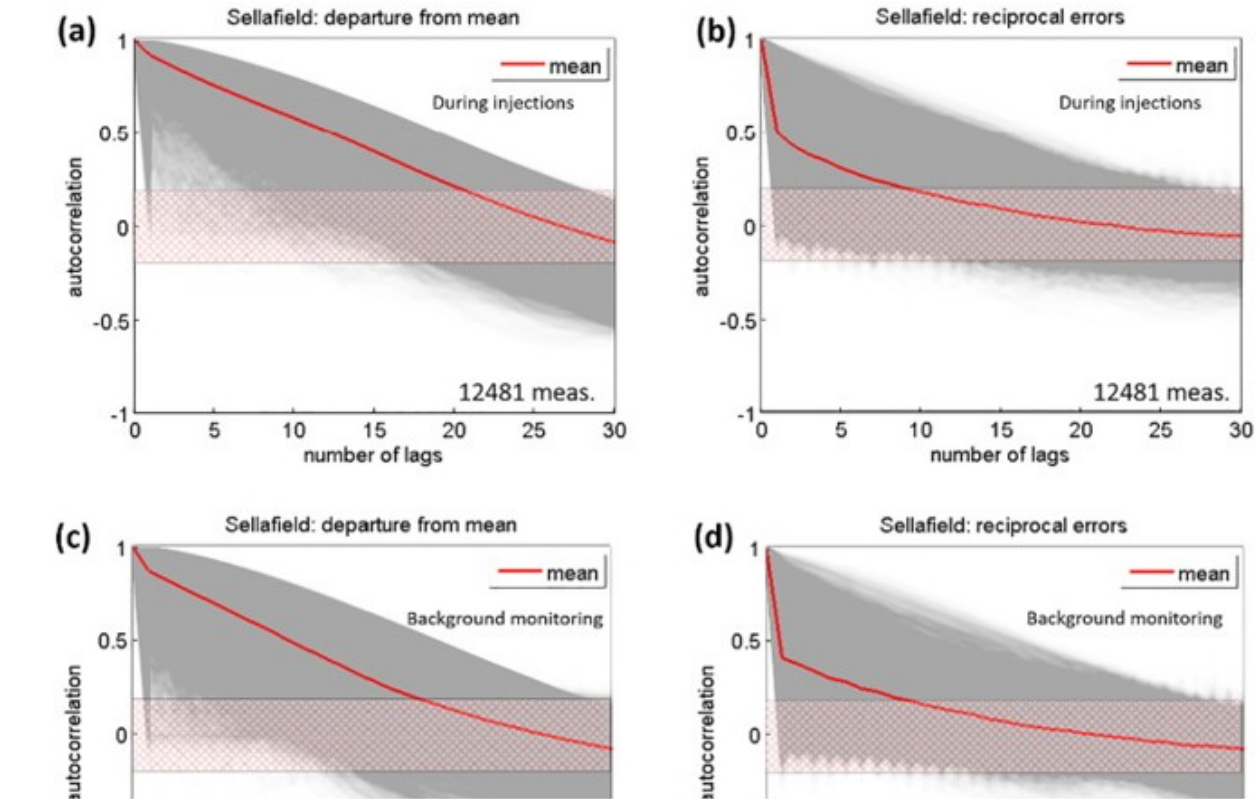 (a)
Sellafield: departure from mean
1
0.5
0
-0.5
-1
autocorrelation
mean
During injections
12481 meas.
0 5 10 15 20 25 30
number of lags
(b)
Sellafield: reciprocal errors
1
0.5
0
-0.5
-1
autocorrelation
mean
During injections
12481 meas.
0 5 10 15 20 25 30
number of lags
(c)
Sellafield: departure from mean
1
0.5
0
autocorrelation
mean
Background monitoring
(d)
Sellafield: reciprocal errors
1
0.5
0
autocorrelation
mean
Background monitoring